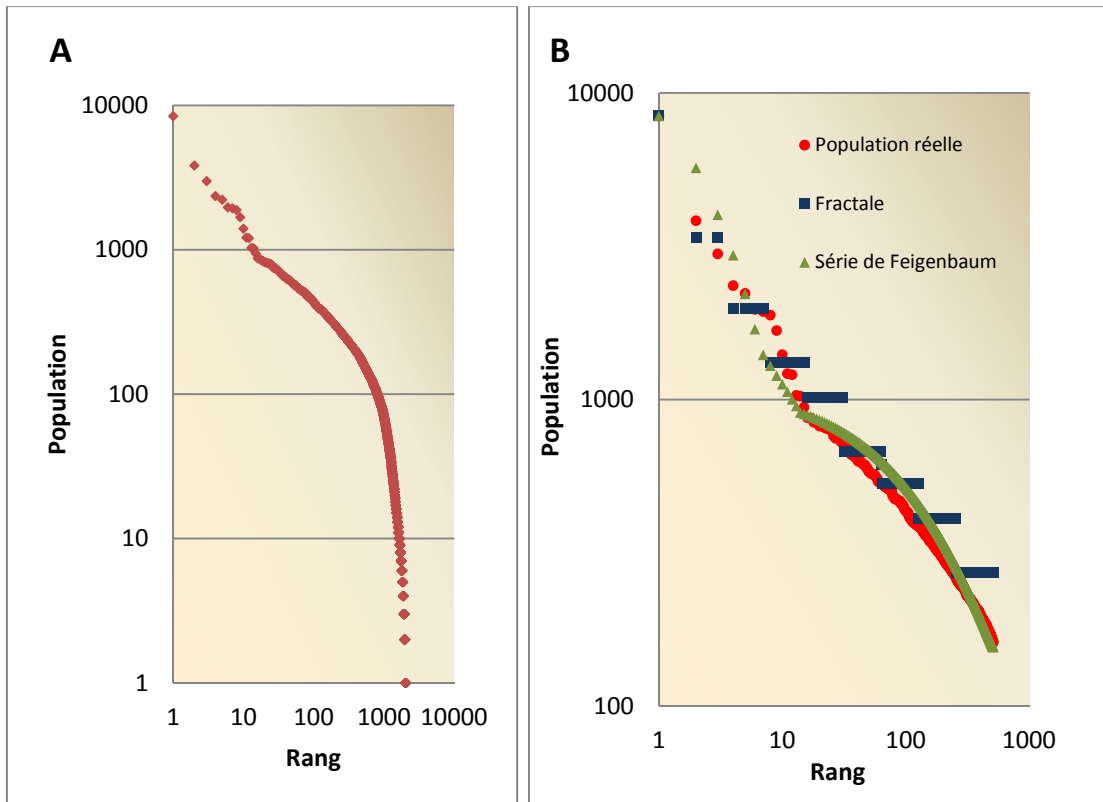 A
10000
1000
100
10
1
Population
1 10 100 1000 10000
Rang
B
10000
1000
100
Population
Population réelle
Fractale
Série de Feigenbaum
1 10 100 1000
Rang